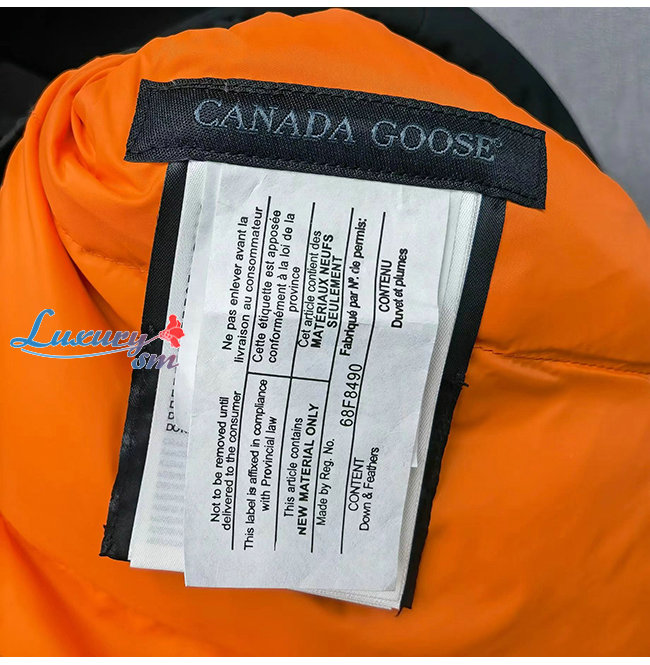 CANADA GOOSE
Ne pas enlever avant la
livraison au consommateur
Cette étiquette est apposée
conformément à la loi de la
province
Cet article contient des
MATÉRIAUX NEUFS
SEULEMENT
Fabriqué par Nº. de permis:
CONTENU
Duvet et plumes
Not to be removed until
delivered to the consumer
This label is affixed in compliance
with Provincial law
This article contains
NEW MATERIAL ONLY
Made by Reg. No.
68F8490
CONTENT
Down & Feathers
Luxury
sm